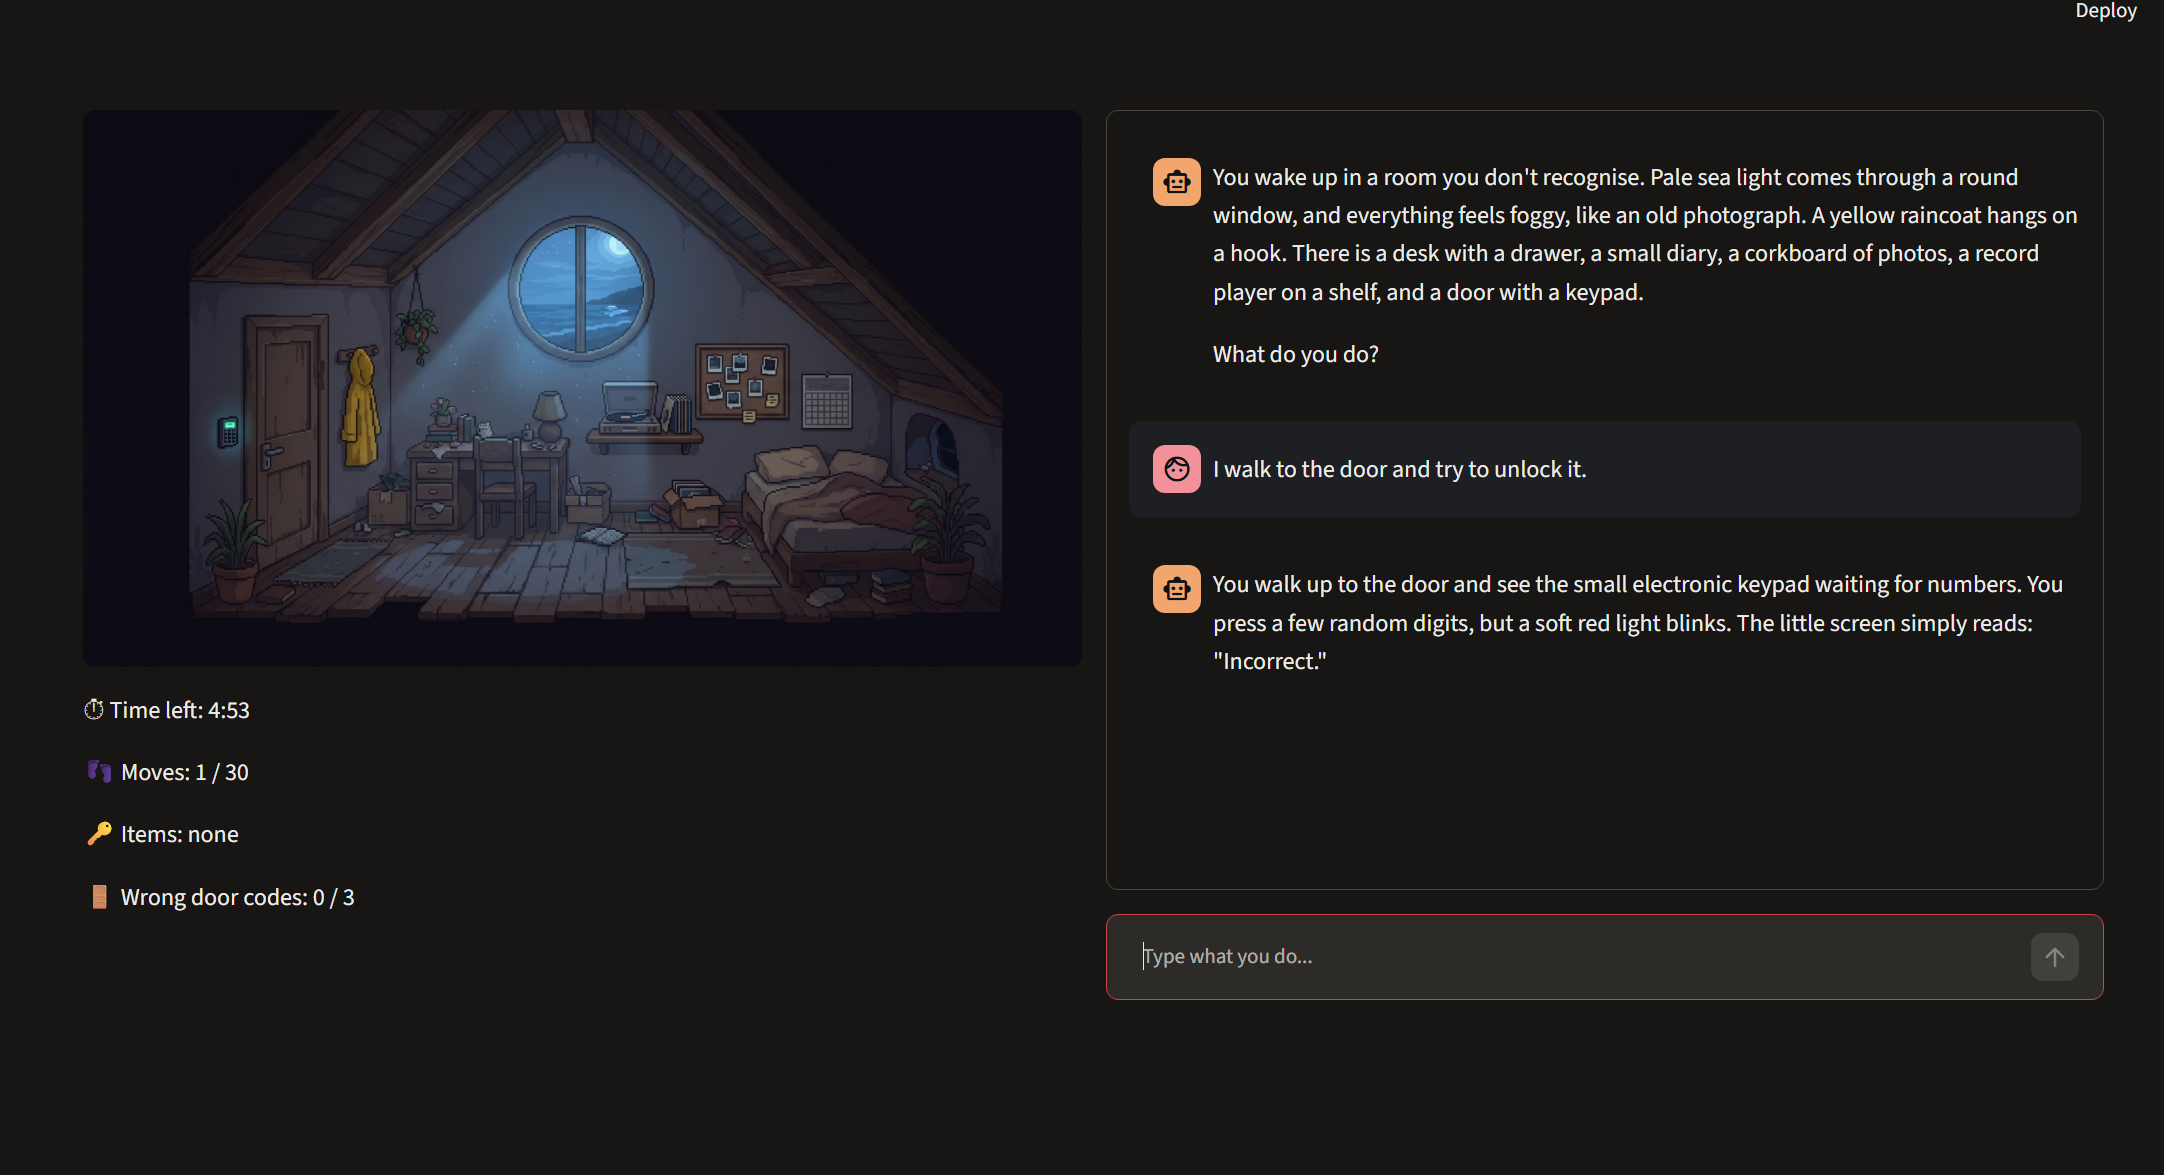 Deploy
You wake up in a room you don't recognise. Pale sea light comes through a round
window, and everything feels foggy, like an old photograph. A yellow raincoat hangs on
a hook. There is a desk with a drawer, a small diary, a corkboard of photos, a record
player on a shelf, and a door with a keypad.
What do you do?
I walk to the door and try to unlock it.
You walk up to the door and see the small electronic keypad waiting for numbers. You
press a few random digits, but a soft red light blinks. The little screen simply reads:
"Incorrect."
⏱ Time left: 4:53
👣 Moves: 1 / 30
🔑 Items: none
🚪 Wrong door codes: 0 / 3
Type what you do...